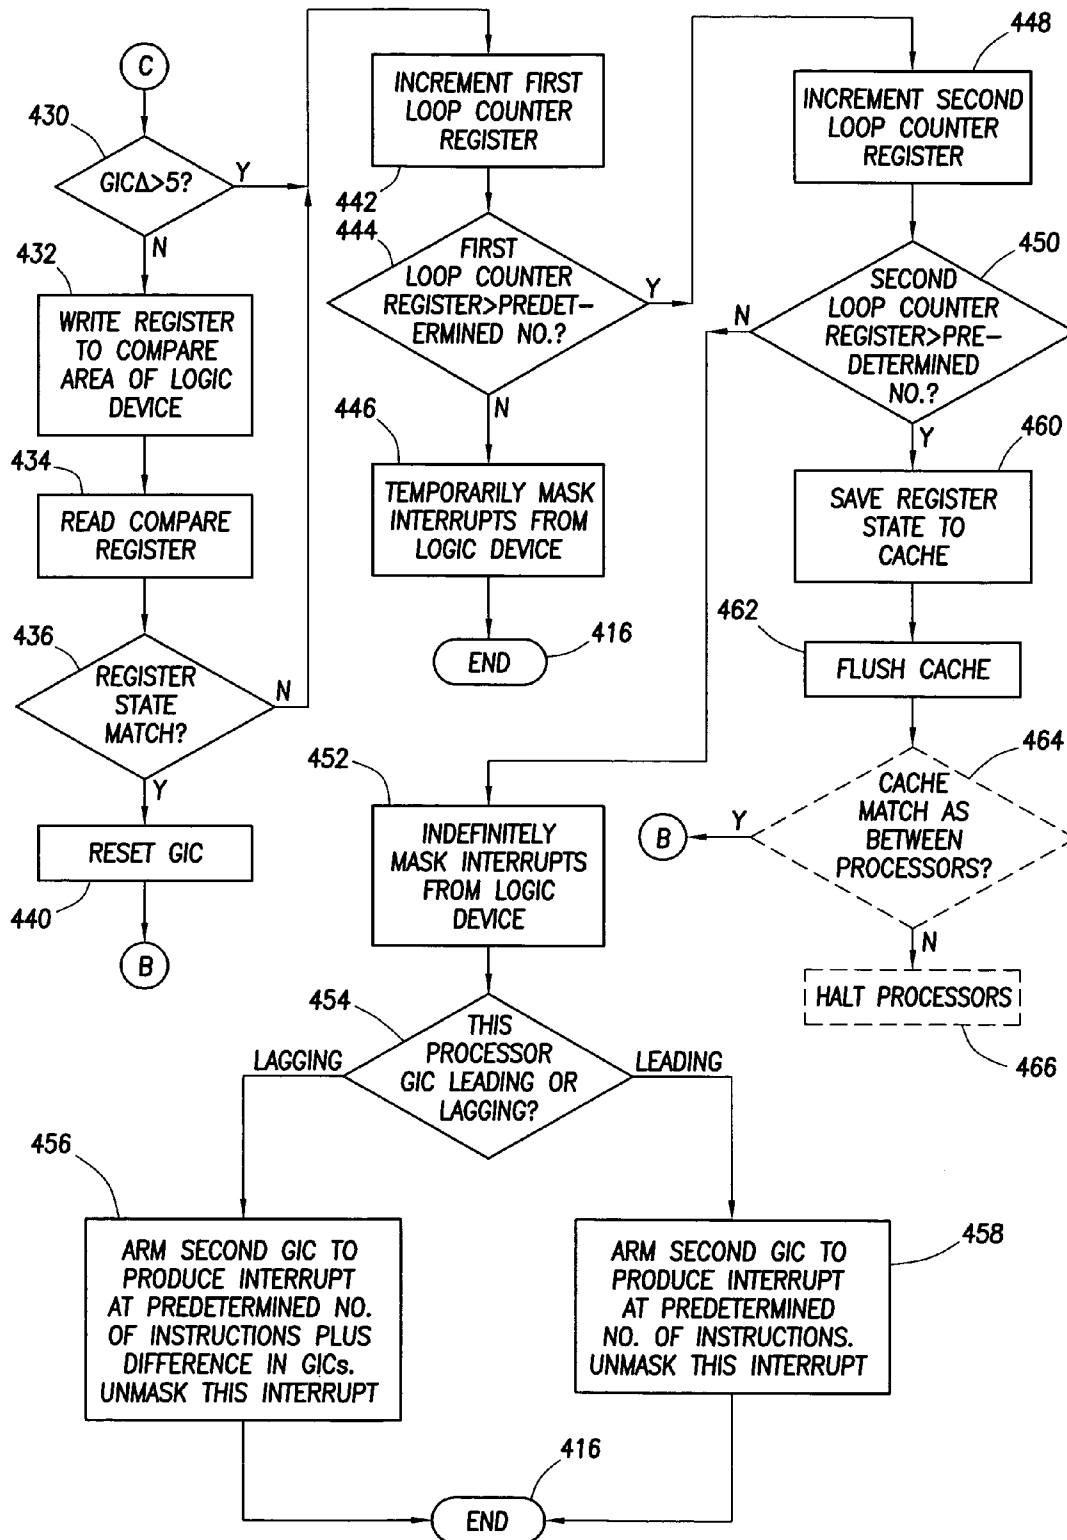 C
430
GICΔ>5?
Y
N
432
WRITE REGISTER
TO COMPARE
AREA OF LOGIC
DEVICE
434
READ COMPARE
REGISTER
436
REGISTER
STATE
MATCH?
N
Y
RESET GIC
440
B
INCREMENT FIRST
LOOP COUNTER
REGISTER
442
444
FIRST
LOOP COUNTER
REGISTER>PREDET-
ERMINED NO.?
Y
N
446
TEMPORARILY MASK
INTERRUPTS FROM
LOGIC DEVICE
416
END
448
INCREMENT SECOND
LOOP COUNTER
REGISTER
450
SECOND
LOOP COUNTER
REGISTER>PRE-
DETERMINED
NO.?
N
Y
460
SAVE REGISTER
STATE TO
CACHE
462
FLUSH CACHE
464
CACHE
MATCH AS
BETWEEN
PROCESSORS?
Y
B
N
HALT PROCESSORS
466
452
INDEFINITELY
MASK INTERRUPTS
FROM LOGIC
DEVICE
454
THIS
PROCESSOR
GIC LEADING OR
LAGGING?
LAGGING
LEADING
456
ARM SECOND GIC TO
PRODUCE INTERRUPT
AT PREDETERMINED NO.
OF INSTRUCTIONS PLUS
DIFFERENCE IN GICs.
UNMASK THIS INTERRUPT
458
ARM SECOND GIC TO
PRODUCE INTERRUPT
AT PREDETERMINED
NO. OF INSTRUCTIONS.
UNMASK THIS INTERRUPT
416
END